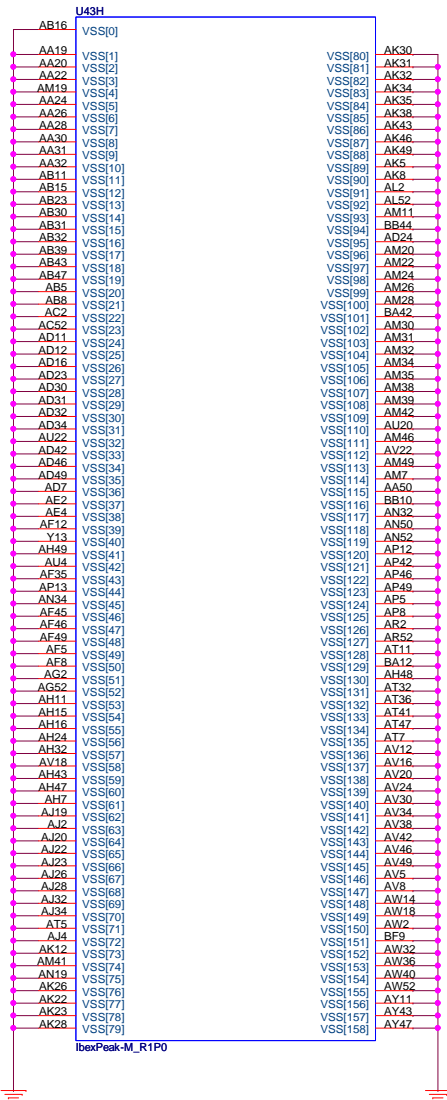 U43H
AB16 VSS[0]
AA19 VSS[1] VSS[80] AK30
AA20 VSS[2] VSS[81] AK31
AA22 VSS[3] VSS[82] AK32
AM19 VSS[4] VSS[83] AK34
AA24 VSS[5] VSS[84] AK35
AA26 VSS[6] VSS[85] AK38
AA28 VSS[7] VSS[86] AK43
AA30 VSS[8] VSS[87] AK46
AA31 VSS[9] VSS[88] AK49
AA32 VSS[10] VSS[89] AK5
AB11 VSS[11] VSS[90] AK8
AB15 VSS[12] VSS[91] AL2
AB23 VSS[13] VSS[92] AL52
AB30 VSS[14] VSS[93] AM11
AB31 VSS[15] VSS[94] BB44
AB32 VSS[16] VSS[95] AD24
AB39 VSS[17] VSS[96] AM20
AB43 VSS[18] VSS[97] AM22
AB47 VSS[19] VSS[98] AM24
AB5 VSS[20] VSS[99] AM26
AB8 VSS[21] VSS[100] AM28
AC2 VSS[22] VSS[101] BA42
AC52 VSS[23] VSS[102] AM30
AD11 VSS[24] VSS[103] AM31
AD12 VSS[25] VSS[104] AM32
AD16 VSS[26] VSS[105] AM34
AD23 VSS[27] VSS[106] AM35
AD30 VSS[28] VSS[107] AM38
AD31 VSS[29] VSS[108] AM39
AD32 VSS[30] VSS[109] AM42
AD34 VSS[31] VSS[110] AU20
AU22 VSS[32] VSS[111] AM46
AD42 VSS[33] VSS[112] AV22
AD46 VSS[34] VSS[113] AM49
AD49 VSS[35] VSS[114] AM7
AD7 VSS[36] VSS[115] AA50
AE2 VSS[37] VSS[116] BB10
AE4 VSS[38] VSS[117] AN32
AF12 VSS[39] VSS[118] AN50
Y13 VSS[40] VSS[119] AN52
AH49 VSS[41] VSS[120] AP12
AU4 VSS[42] VSS[121] AP42
AF35 VSS[43] VSS[122] AP46
AP13 VSS[44] VSS[123] AP49
AN34 VSS[45] VSS[124] AP5
AF45 VSS[46] VSS[125] AP8
AF46 VSS[47] VSS[126] AR2
AF49 VSS[48] VSS[127] AR52
AF5 VSS[49] VSS[128] AT11
AF8 VSS[50] VSS[129] BA12
AG2 VSS[51] VSS[130] AH48
AG52 VSS[52] VSS[131] AT32
AH11 VSS[53] VSS[132] AT36
AH15 VSS[54] VSS[133] AT41
AH16 VSS[55] VSS[134] AT47
AH24 VSS[56] VSS[135] AT7
AH32 VSS[57] VSS[136] AV12
AV18 VSS[58] VSS[137] AV16
AH43 VSS[59] VSS[138] AV20
AH47 VSS[60] VSS[139] AV24
AH7 VSS[61] VSS[140] AV30
AJ19 VSS[62] VSS[141] AV34
AJ2 VSS[63] VSS[142] AV38
AJ20 VSS[64] VSS[143] AV42
AJ22 VSS[65] VSS[144] AV46
AJ23 VSS[66] VSS[145] AV49
AJ26 VSS[67] VSS[146] AV5
AJ28 VSS[68] VSS[147] AV8
AJ32 VSS[69] VSS[148] AW14
AJ34 VSS[70] VSS[149] AW18
AT5 VSS[71] VSS[150] AW2
AJ4 VSS[72] VSS[151] BF9
AK12 VSS[73] VSS[152] AW32
AM41 VSS[74] VSS[153] AW36
AN19 VSS[75] VSS[154] AW40
AK26 VSS[76] VSS[155] AW52
AK22 VSS[77] VSS[156] AY11
AK23 VSS[78] VSS[157] AY43
AK28 VSS[79] VSS[158] AY47
IbexPeak-M_R1P0